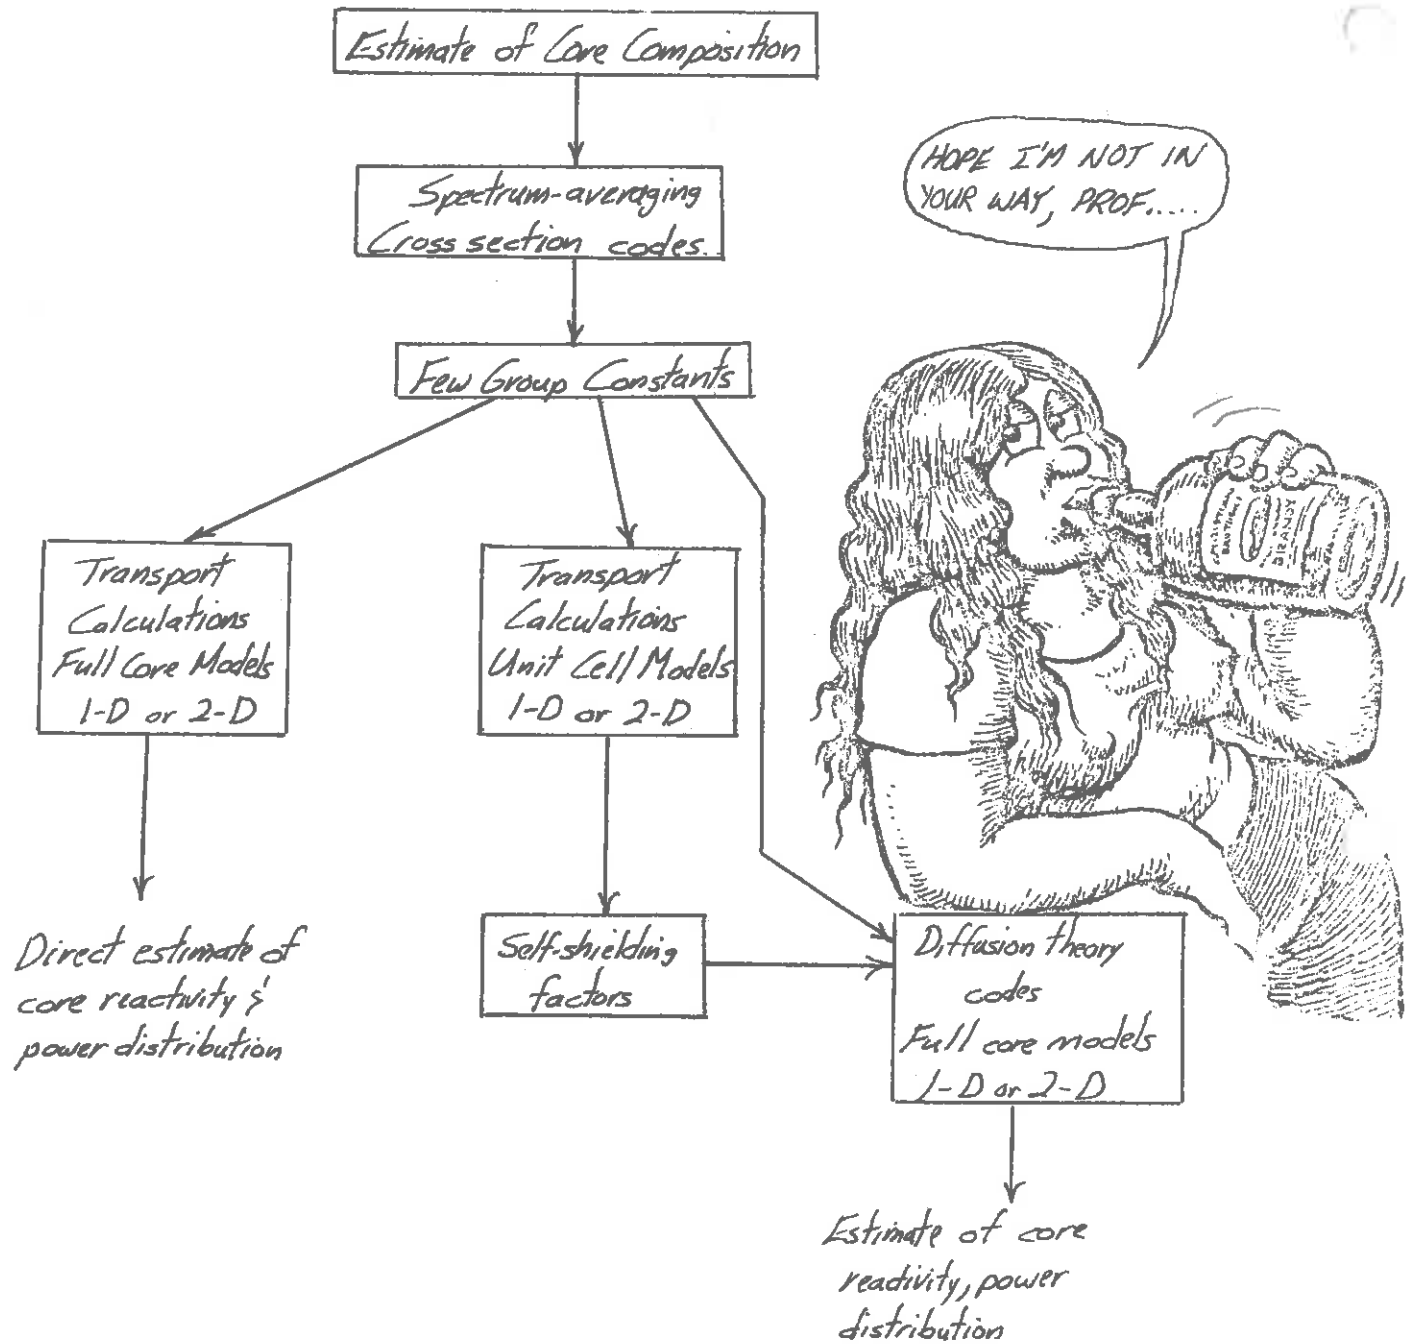 Estimate of Core Composition
Spectrum-averaging
Cross section codes.
Few Group Constants
HOPE I'M NOT IN
YOUR WAY, PROF.....
Transport
Calculations
Full Core Models
1-D or 2-D
Transport
Calculations
Unit Cell Models
1-D or 2-D
BRANDY
Direct estimate of
core reactivity &
power distribution
Self-shielding
factors
Diffusion theory
codes
Full core models
1-D or 2-D
Estimate of core
reactivity, power
distribution